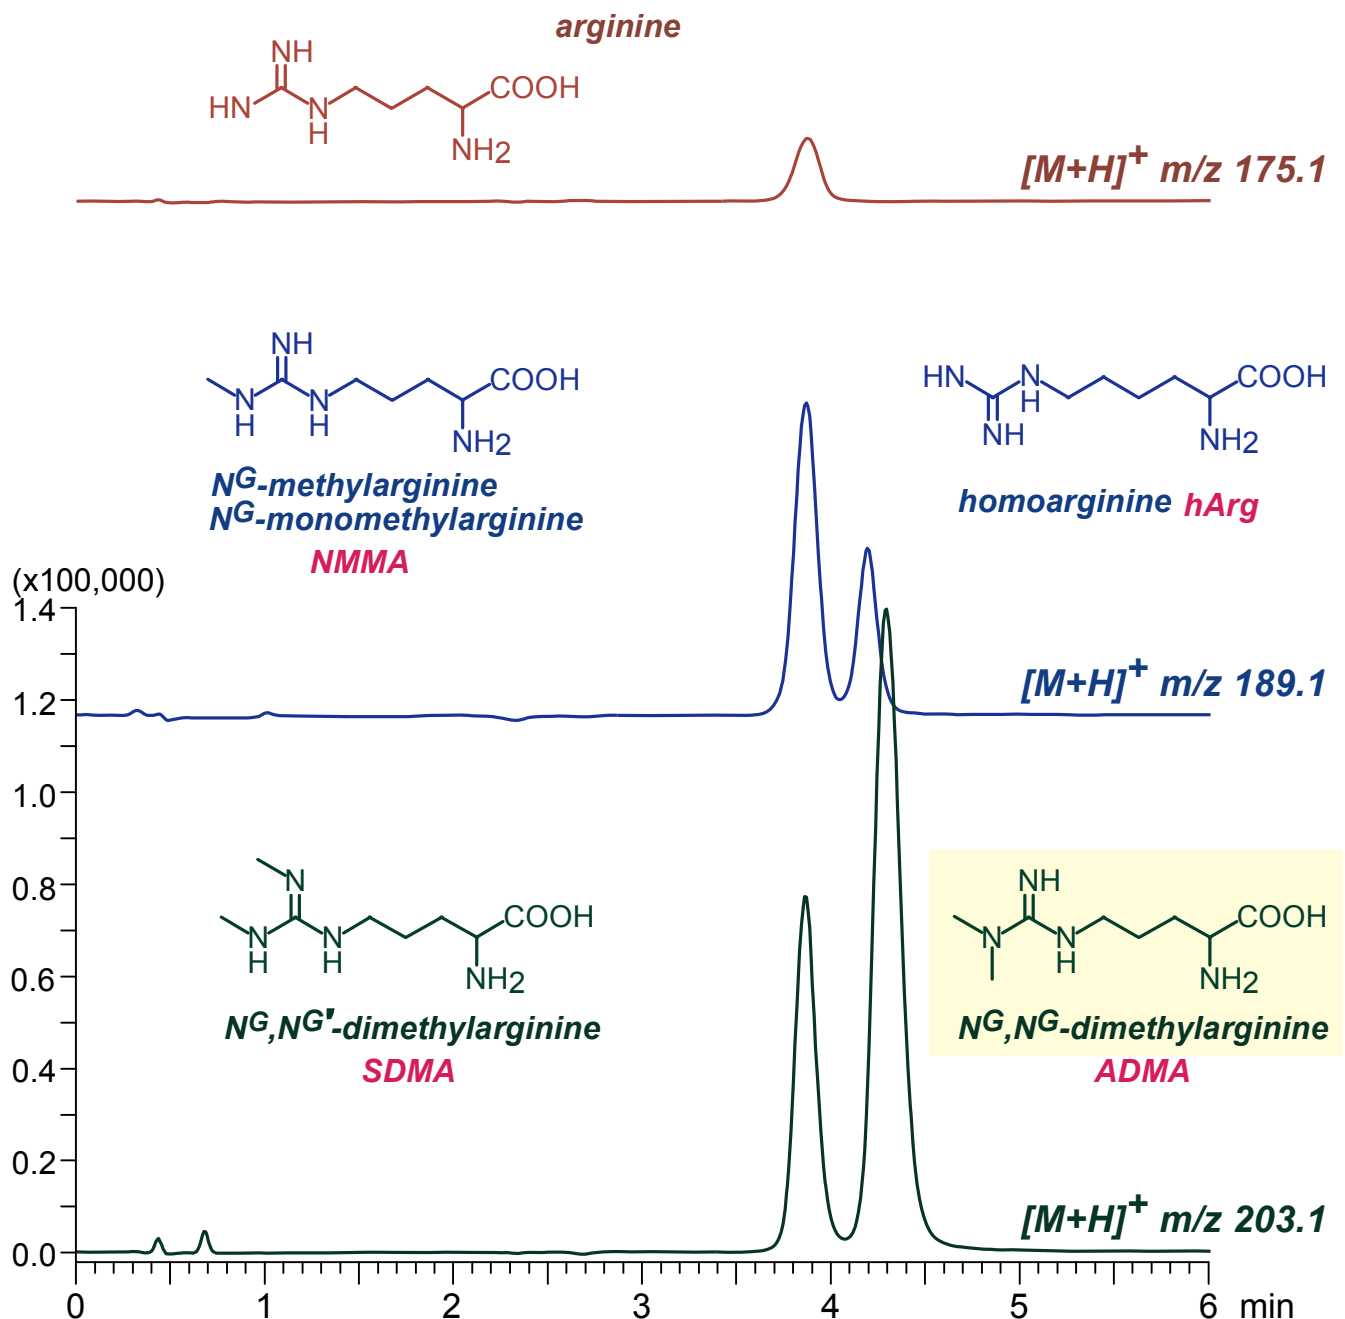 arginine
NH
HN
N
H
COOH
NH2
[M+H]+ m/z 175.1
NH
N
H
N
H
COOH
NH2
NG-methylarginine
NG-monomethylarginine
NMMA
HN
N
H
NH
COOH
NH2
homoarginine hArg
[M+H]+ m/z 189.1
(x100,000)
1.4
1.2
1.0
0.8
0.6
0.4
0.2
0.0
N
N
H
N
H
COOH
NH2
NG,NG'-dimethylarginine
SDMA
NH
N
N
H
COOH
NH2
NG,NG-dimethylarginine
ADMA
[M+H]+ m/z 203.1
0 1 2 3 4 5 6 min